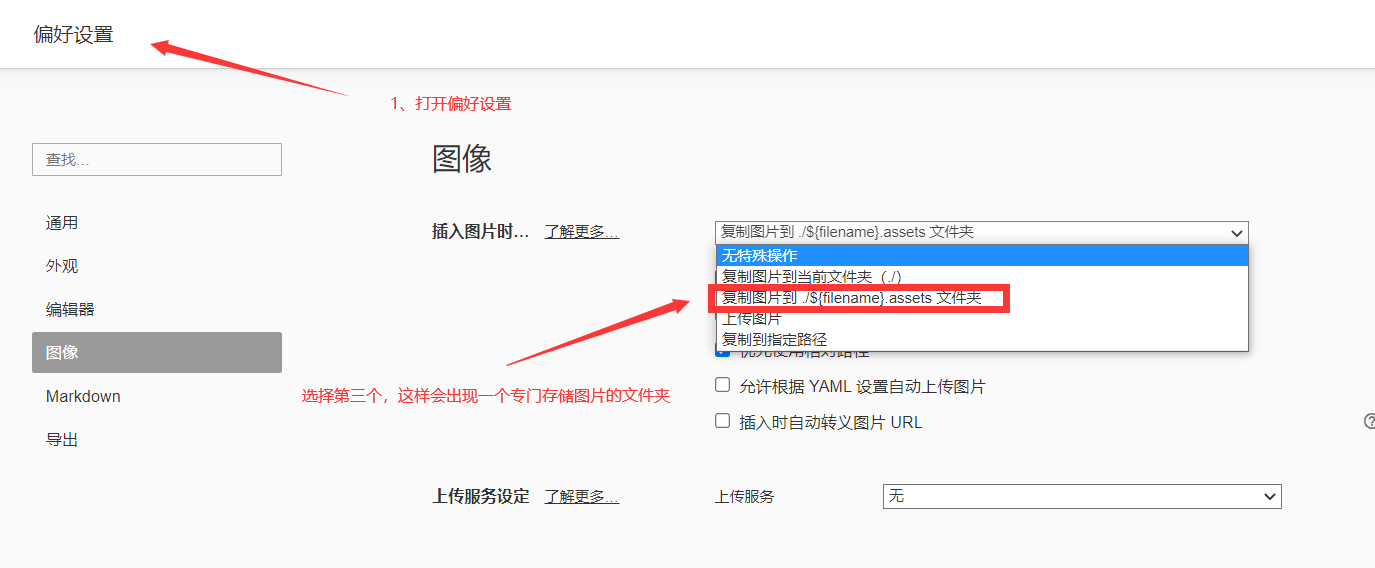 偏好设置
1、打开偏好设置
查找...
图像
通用
插入图片时... 了解更多... 复制图片到 ./${filename}.assets 文件夹
无特殊操作
外观
复制图片到当前文件夹（./）
复制图片到 ./${filename}.assets 文件夹
编辑器
上传图片
复制到指定路径
图像
优先使用相对路径
允许根据 YAML 设置自动上传图片
Markdown
选择第三个，这样会出现一个专门存储图片的文件夹
插入时自动转义图片 URL
导出
上传服务设定 了解更多... 上传服务 无